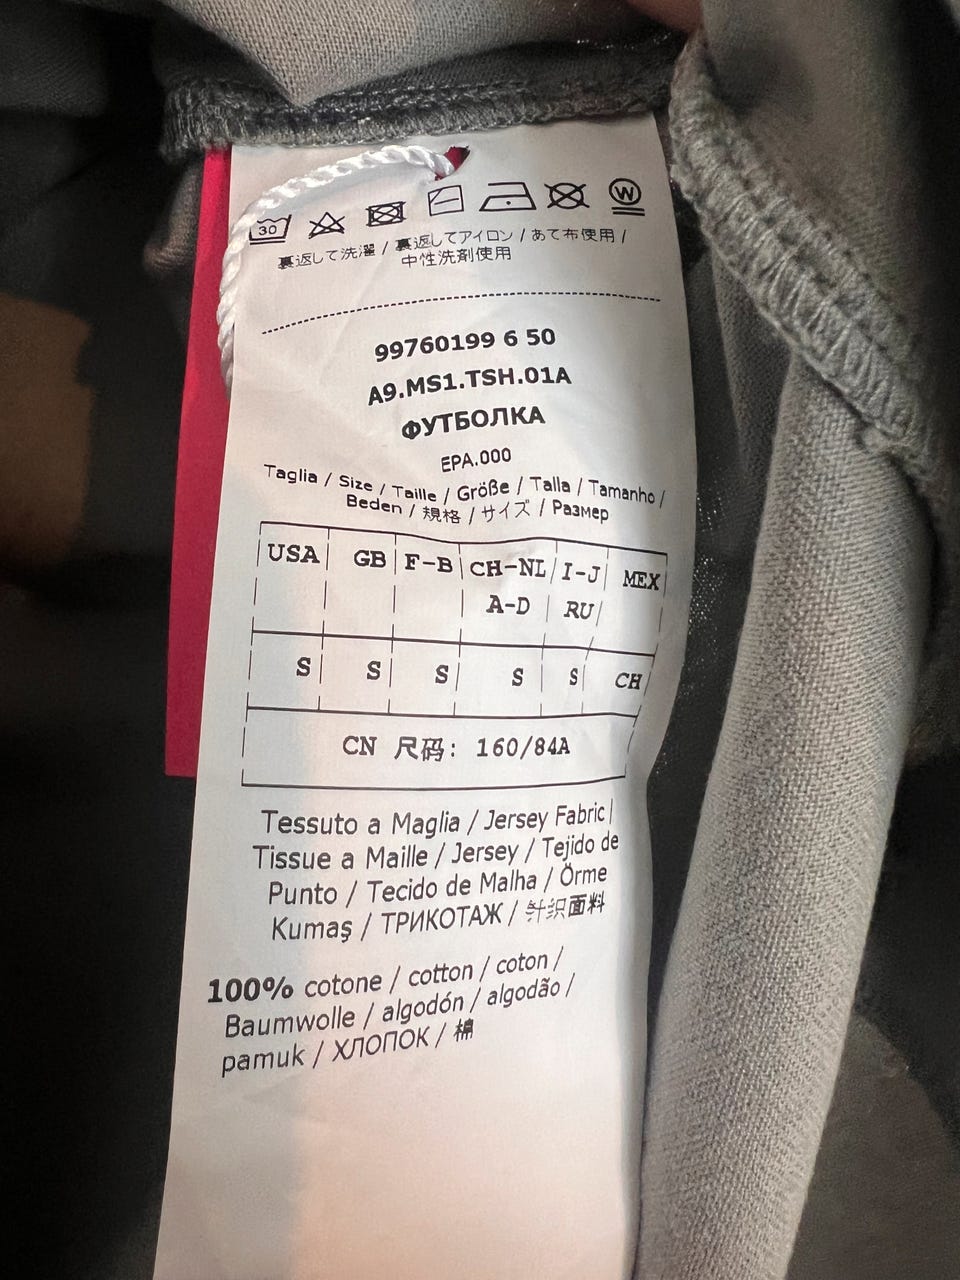 30 W
裏返して洗濯 / 裏返してアイロン / あて布使用 /
中性洗剤使用
99760199 6 50
A9.MS1.TSH.01A
ФУТБОЛКА
EPA.000
Taglia / Size / Taille / Größe / Talla / Tamanho /
Beden / 規格 / サイズ / Размер
USA GB F-B CH-NL I-J MEX
A-D RU
S S S S S CH
CN 尺码: 160/84A
Tessuto a Maglia / Jersey Fabric
Tissue a Maille / Jersey / Tejido de
Punto / Tecido de Malha / Örme
Kumaş / ТРИКОТАЖ / 针织面料
100% cotone / cotton / coton /
Baumwolle / algodón / algodão /
pamuk / ХЛОПОК / 棉